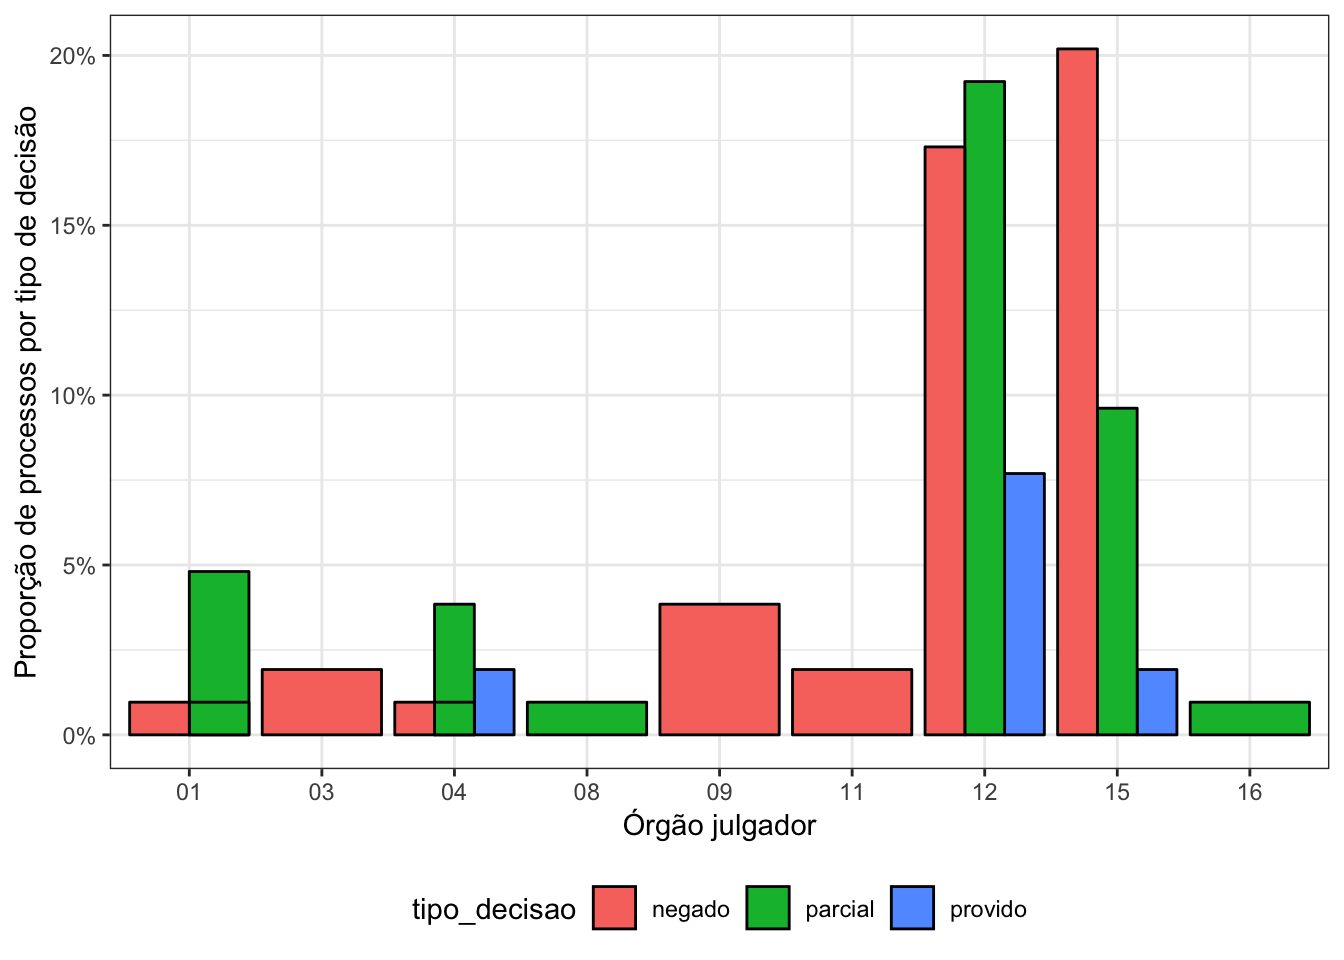 Proporção de processos por tipo de decisão
20%
15%
10%
5%
0%
01 03 04 08 09 11 12 15 16
Órgão julgador
tipo_decisao negado parcial provido